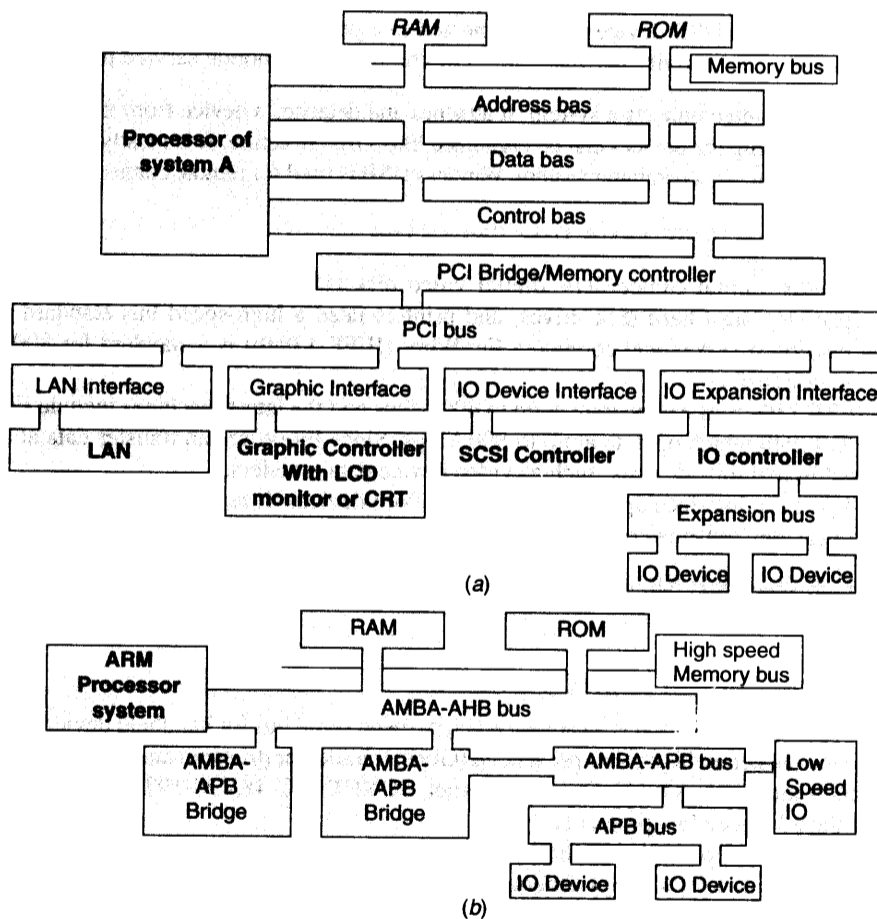 RAM
ROM
Memory bus
Processor of
system A
Address bas
Data bas
Control bas
PCI Bridge/Memory controller
PCI bus
LAN Interface
Graphic Interface
IO Device Interface
IO Expansion Interface
LAN
Graphic Controller
With LCD
monitor or CRT
SCSI Controller
IO controller
Expansion bus
IO Device
IO Device
(a)
RAM
ROM
High speed
Memory bus
ARM
Processor
system
AMBA-AHB bus
AMBA-
APB
Bridge
AMBA-
APB
Bridge
AMBA-APB bus
Low
Speed
IO
APB bus
IO Device
IO Device
(b)